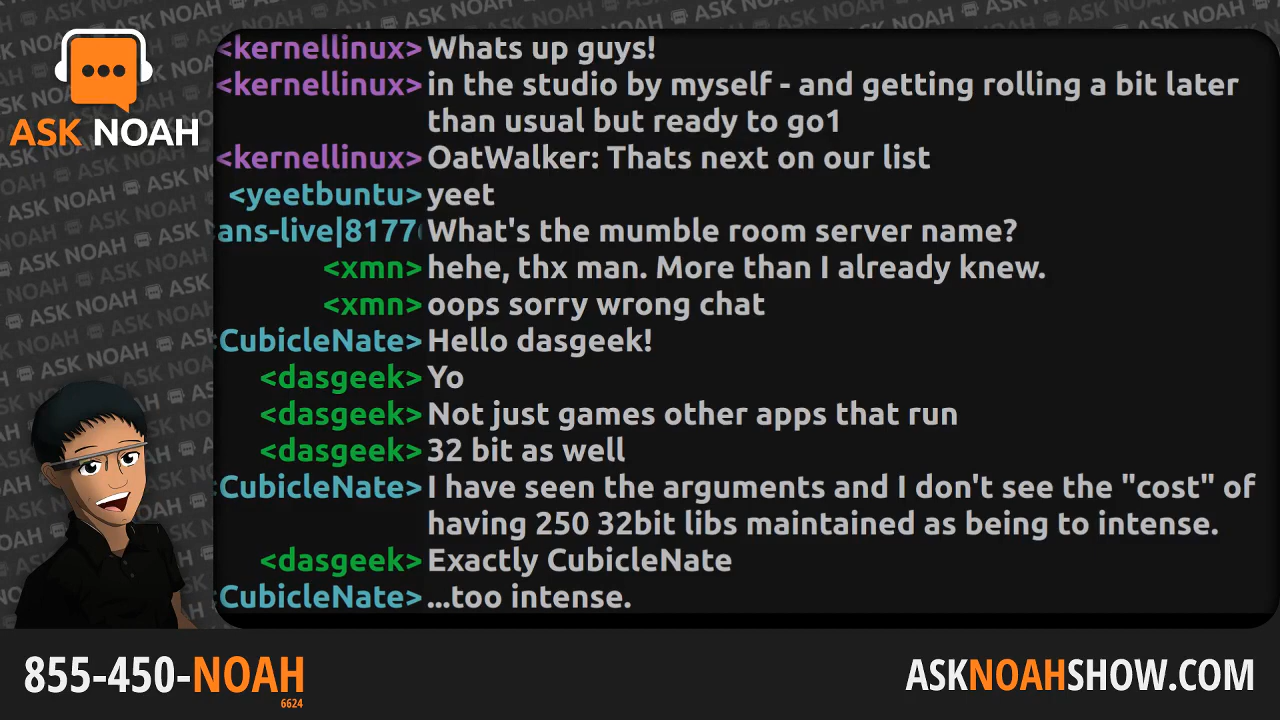 ASK NOAH
<kernellinux> Whats up guys!
<kernellinux> in the studio by myself - and getting rolling a bit later
than usual but ready to go1
<kernellinux> OatWalker: Thats next on our list
<yeetbuntu> yeet
ans-live|8177 What's the mumble room server name?
<xmn> hehe, thx man. More than I already knew.
<xmn> oops sorry wrong chat
CubicleNate> Hello dasgeek!
<dasgeek> Yo
<dasgeek> Not just games other apps that run
<dasgeek> 32 bit as well
CubicleNate> I have seen the arguments and I don't see the "cost" of
having 250 32bit libs maintained as being to intense.
<dasgeek> Exactly CubicleNate
CubicleNate> ...too intense.
855-450-NOAH
6624
ASKNOAHSHOW.COM